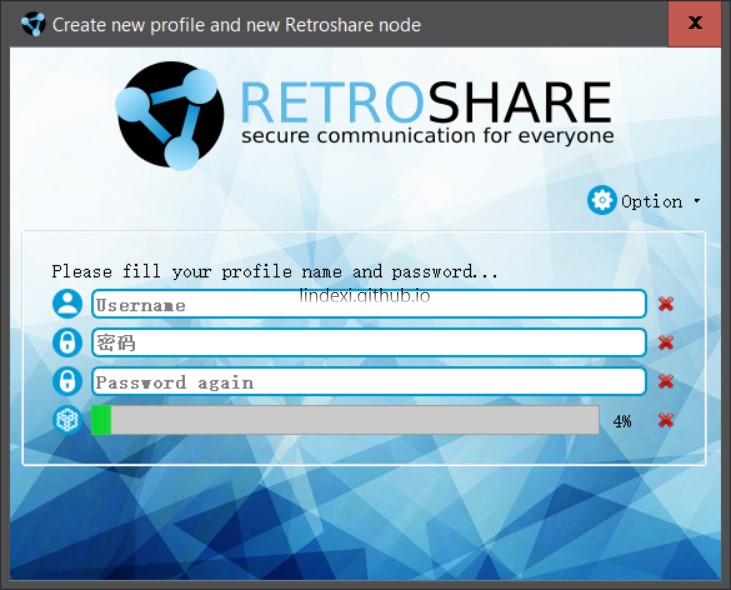 Create new profile and new Retroshare node
x
RETROSHARE
secure communication for everyone
Option
Please fill your profile name and password...
lindexi.github.io
Username
密码
Password again
4%